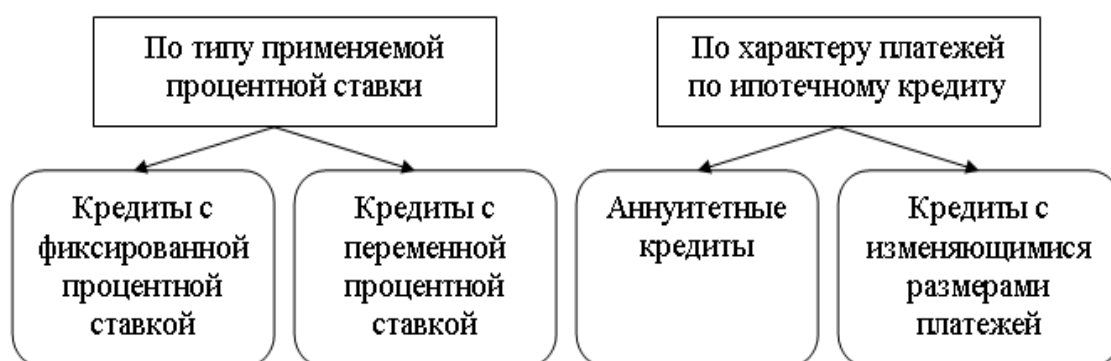 По типу применяемой
процентной ставки
По характеру платежей
по ипотечному кредиту
Кредиты с
фиксированной
процентной
ставкой
Кредиты с
переменной
процентной
ставкой
Аннуитетные
кредиты
Кредиты с
изменяющимися
размерами
платежей